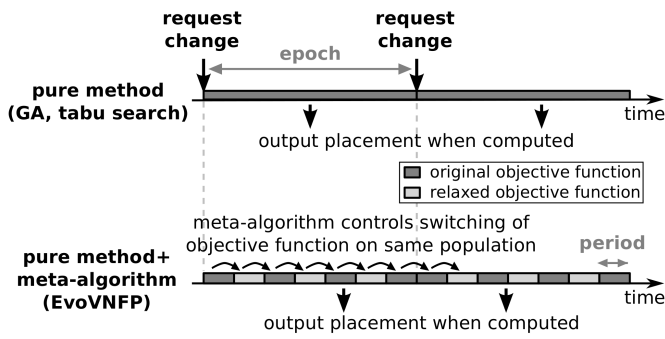 request
change
request
change
epoch
pure method
(GA, tabu search)
time
output placement when computed
original objective function
relaxed objective function
meta-algorithm controls switching of
objective function on same population
period
pure method+
meta-algorithm
(EvoVNFP)
time
output placement when computed